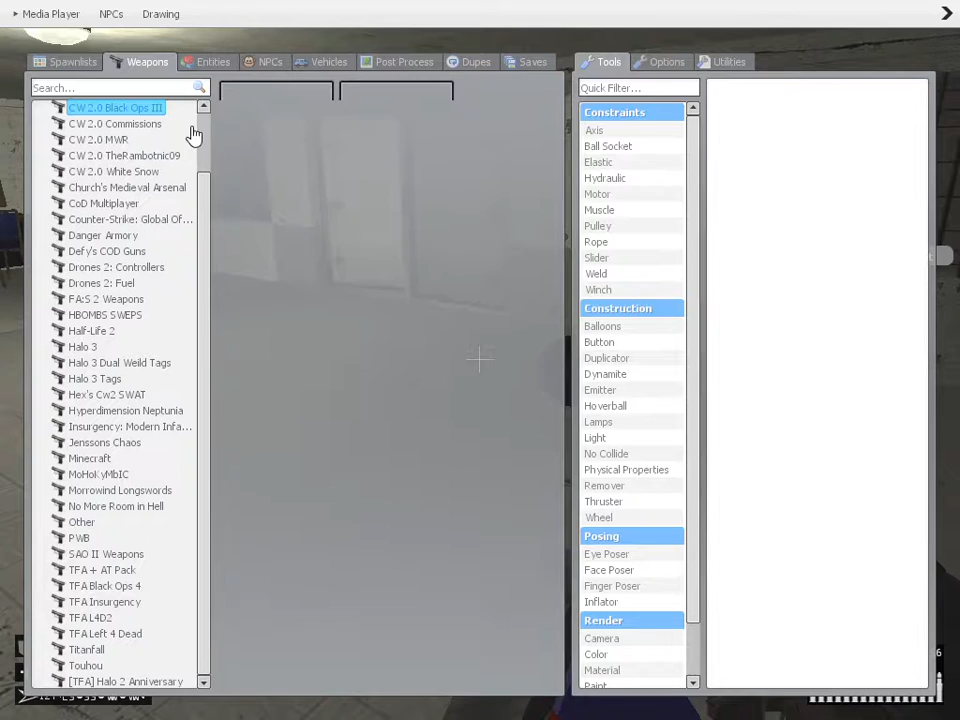 Media Player NPCs Drawing
Spawnlists Weapons Entities NPCs Vehicles Post Process Dupes Saves
Tools Options Utilities
Search...
CW 2.0 Black Ops III
CW 2.0 Commissions
CW 2.0 MWR
CW 2.0 TheRambotnic09
CW 2.0 White Snow
Church's Medieval Arsenal
CoD Multiplayer
Counter-Strike: Global Of...
Danger Armory
Defy's COD Guns
Drones 2: Controllers
Drones 2: Fuel
FA:S 2 Weapons
HBOMBS SWEPS
Half-Life 2
Halo 3
Halo 3 Dual Weild Tags
Halo 3 Tags
Hex's Cw2 SWAT
Hyperdimension Neptunia
Insurgency: Modern Infa...
Jenssons Chaos
Minecraft
MoHoKyMbIC
Morrowind Longswords
No More Room in Hell
Other
PWB
SAO II Weapons
TFA + AT Pack
TFA Black Ops 4
TFA Insurgency
TFA L4D2
TFA Left 4 Dead
Titanfall
Touhou
[TFA] Halo 2 Anniversary
Quick Filter...
Constraints
Axis
Ball Socket
Elastic
Hydraulic
Motor
Muscle
Pulley
Rope
Slider
Weld
Winch
Construction
Balloons
Button
Duplicator
Dynamite
Emitter
Hoverball
Lamps
Light
No Collide
Physical Properties
Remover
Thruster
Wheel
Posing
Eye Poser
Face Poser
Finger Poser
Inflator
Render
Camera
Color
Material
Paint